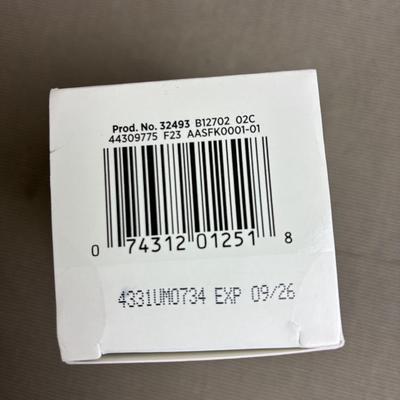 Prod. No. 32493 B12702 02C
44309775 F23 AASFK0001-01
0 74312 01251 8
4331UM0734 EXP 09/26